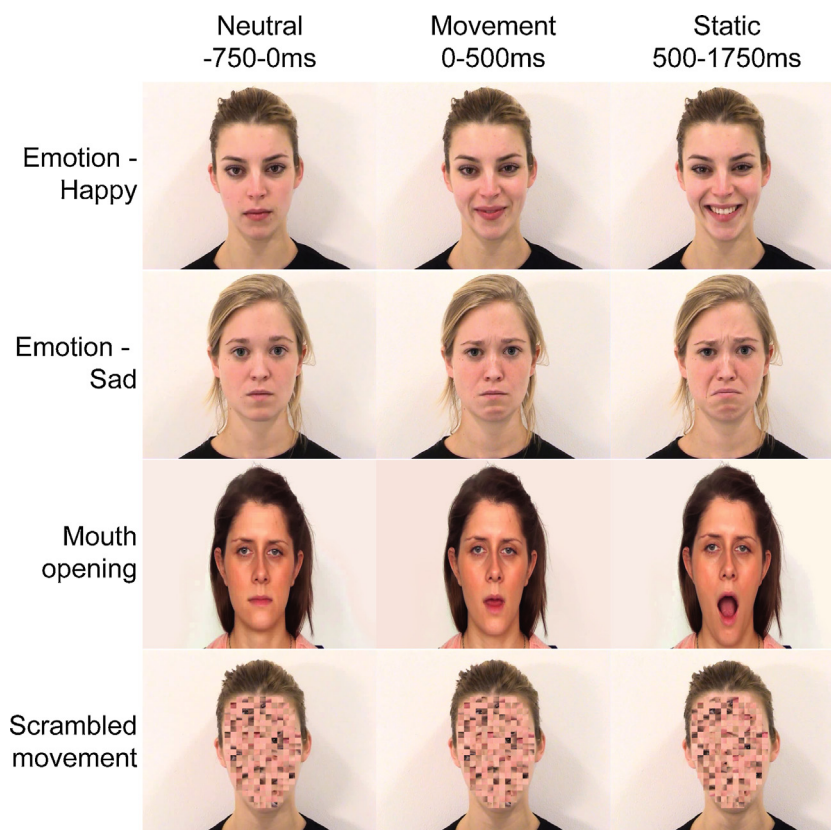 Neutral
-750-0ms
Movement
0-500ms
Static
500-1750ms
Emotion -
Happy
Emotion -
Sad
Mouth
opening
Scrambled
movement